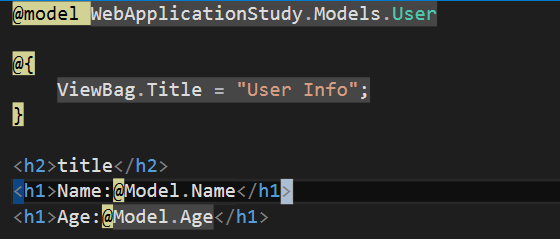 @model WebApplicationStudy.Models.User
@{
ViewBag.Title = "User Info";
}
<h2>title</h2>
<h1>Name:@Model.Name</h1>
<h1>Age:@Model.Age</h1>